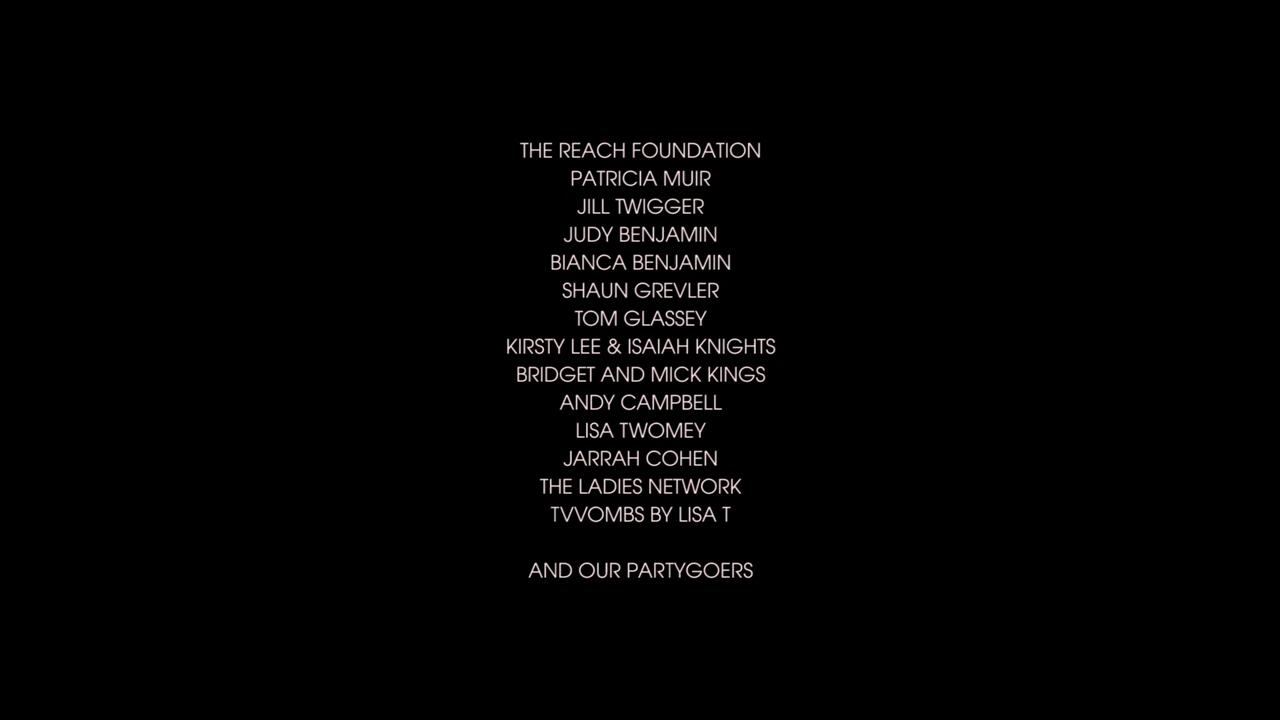 THE REACH FOUNDATION
PATRICIA MUIR
JILL TWIGGER
JUDY BENJAMIN
BIANCA BENJAMIN
SHAUN GREVLER
TOM GLASSEY
KIRSTY LEE & ISAIAH KNIGHTS
BRIDGET AND MICK KINGS
ANDY CAMPBELL
LISA TWOMEY
JARRAH COHEN
THE LADIES NETWORK
TVVOMBS BY LISA T
AND OUR PARTYGOERS